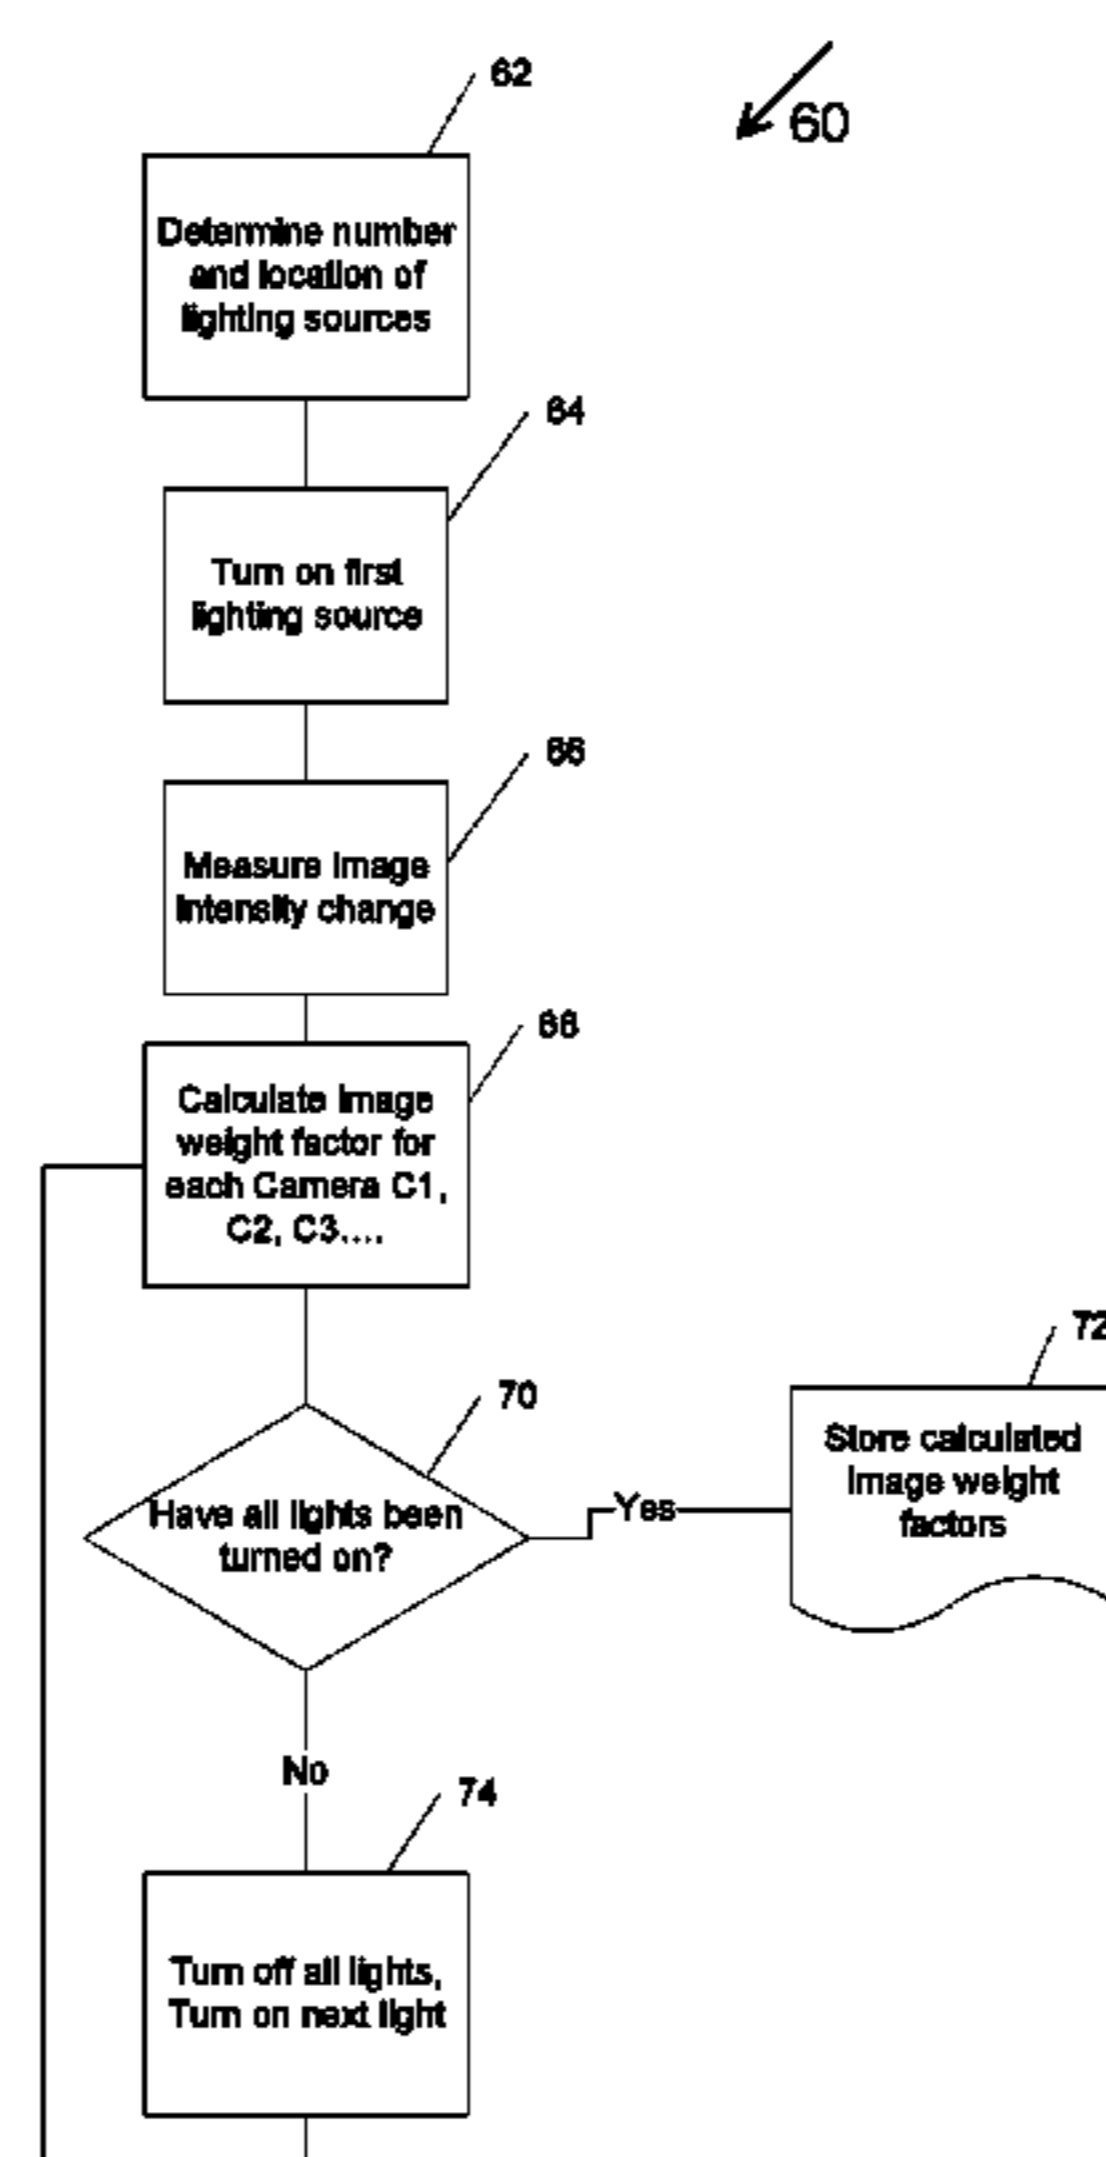 62
60
Determine number
and location of
lighting sources
64
Turn on first
lighting source
66
Measure image
intensity change
68
Calculate image
weight factor for
each Camera C1,
C2, C3....
72
70
Store calculated
image weight
factors
Have all lights been
turned on?
Yes
No
74
Turn off all lights,
Turn on next light